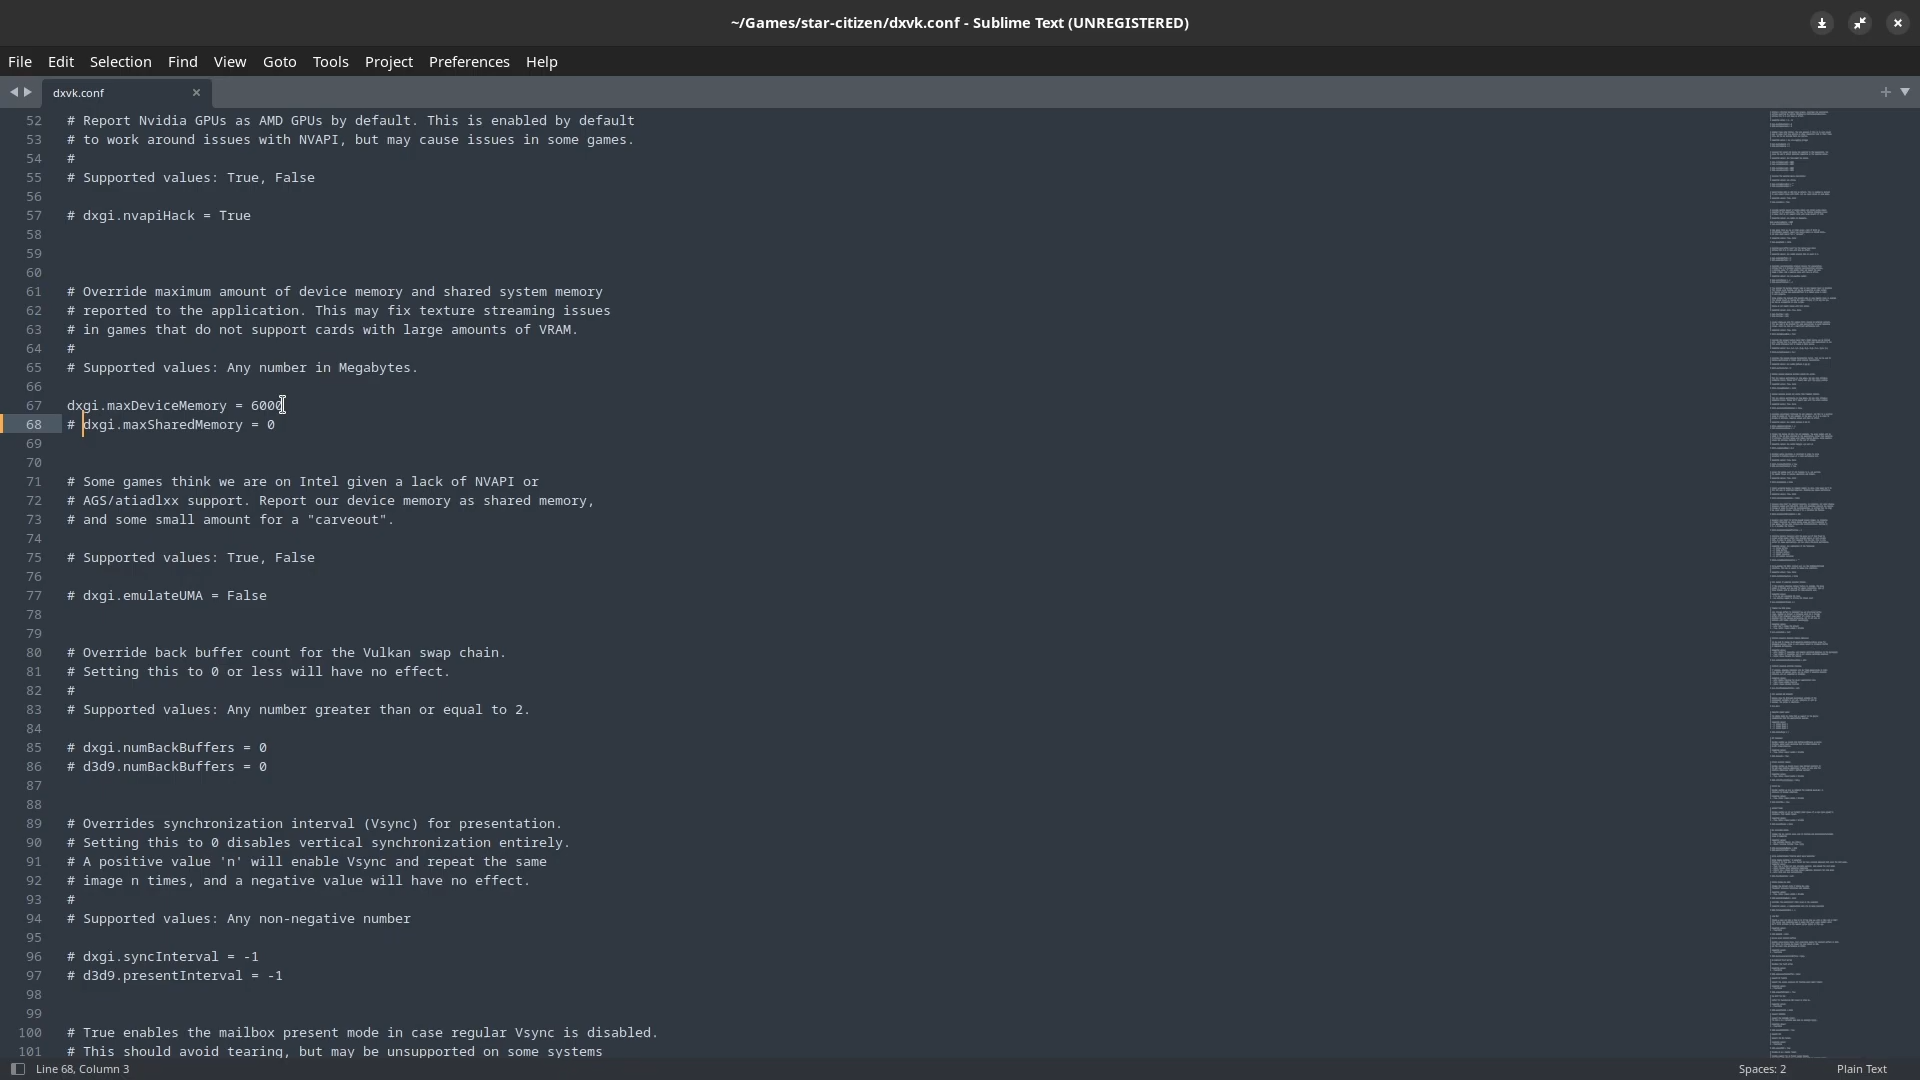 ~/Games/star-citizen/dxvk.conf - Sublime Text (UNREGISTERED)
File Edit Selection Find View Goto Tools Project Preferences Help
dxvk.conf
52 # Report Nvidia GPUs as AMD GPUs by default. This is enabled by default
53 # to work around issues with NVAPI, but may cause issues in some games.
54 #
55 # Supported values: True, False
56
57 # dxgi.nvapiHack = True
58
59
60
61 # Override maximum amount of device memory and shared system memory
62 # reported to the application. This may fix texture streaming issues
63 # in games that do not support cards with large amounts of VRAM.
64 #
65 # Supported values: Any number in Megabytes.
66
67 dxgi.maxDeviceMemory = 6000
68 # dxgi.maxSharedMemory = 0
69
70
71 # Some games think we are on Intel given a lack of NVAPI or
72 # AGS/atiadlxx support. Report our device memory as shared memory,
73 # and some small amount for a "carveout".
74
75 # Supported values: True, False
76
77 # dxgi.emulateUMA = False
78
79
80 # Override back buffer count for the Vulkan swap chain.
81 # Setting this to 0 or less will have no effect.
82 #
83 # Supported values: Any number greater than or equal to 2.
84
85 # dxgi.numBackBuffers = 0
86 # d3d9.numBackBuffers = 0
87
88
89 # Overrides synchronization interval (Vsync) for presentation.
90 # Setting this to 0 disables vertical synchronization entirely.
91 # A positive value 'n' will enable Vsync and repeat the same
92 # image n times, and a negative value will have no effect.
93 #
94 # Supported values: Any non-negative number
95
96 # dxgi.syncInterval = -1
97 # d3d9.presentInterval = -1
98
99
100 # True enables the mailbox present mode in case regular Vsync is disabled.
101 # This should avoid tearing, but may be unsupported on some systems
Line 68, Column 3 Spaces: 2 Plain Text